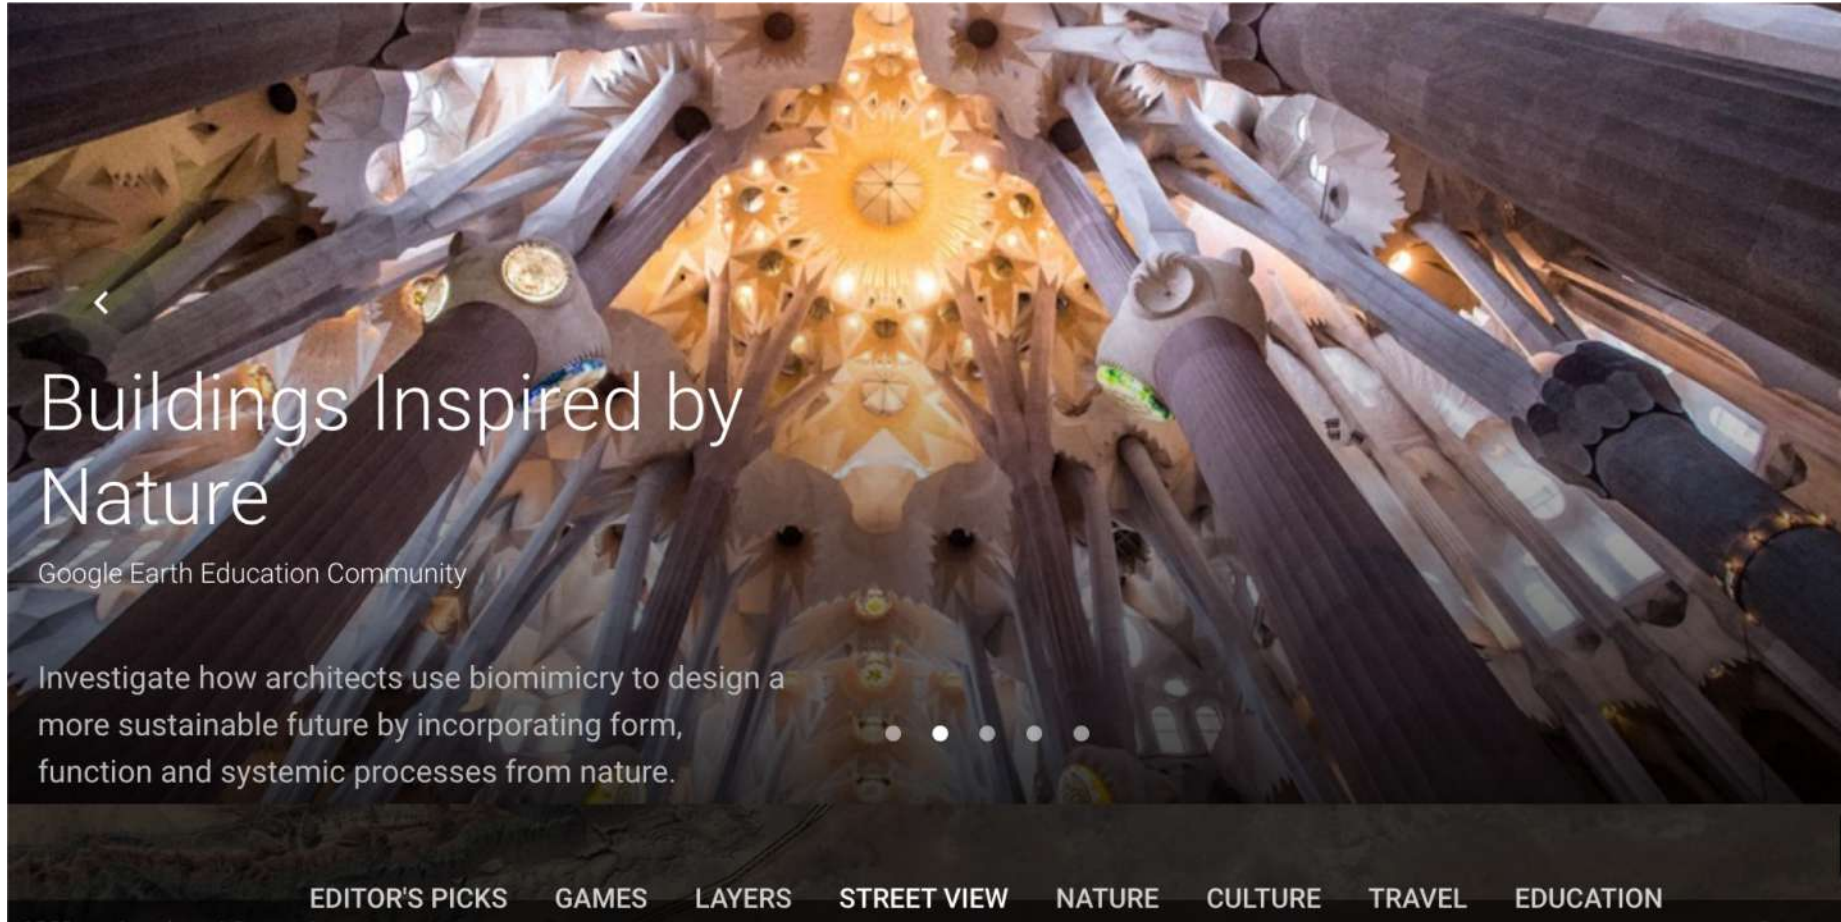 Buildings Inspired by
Nature
Google Earth Education Community
Investigate how architects use biomimicry to design a
more sustainable future by incorporating form,
function and systemic processes from nature.
EDITOR'S PICKS GAMES LAYERS STREET VIEW NATURE CULTURE TRAVEL EDUCATION